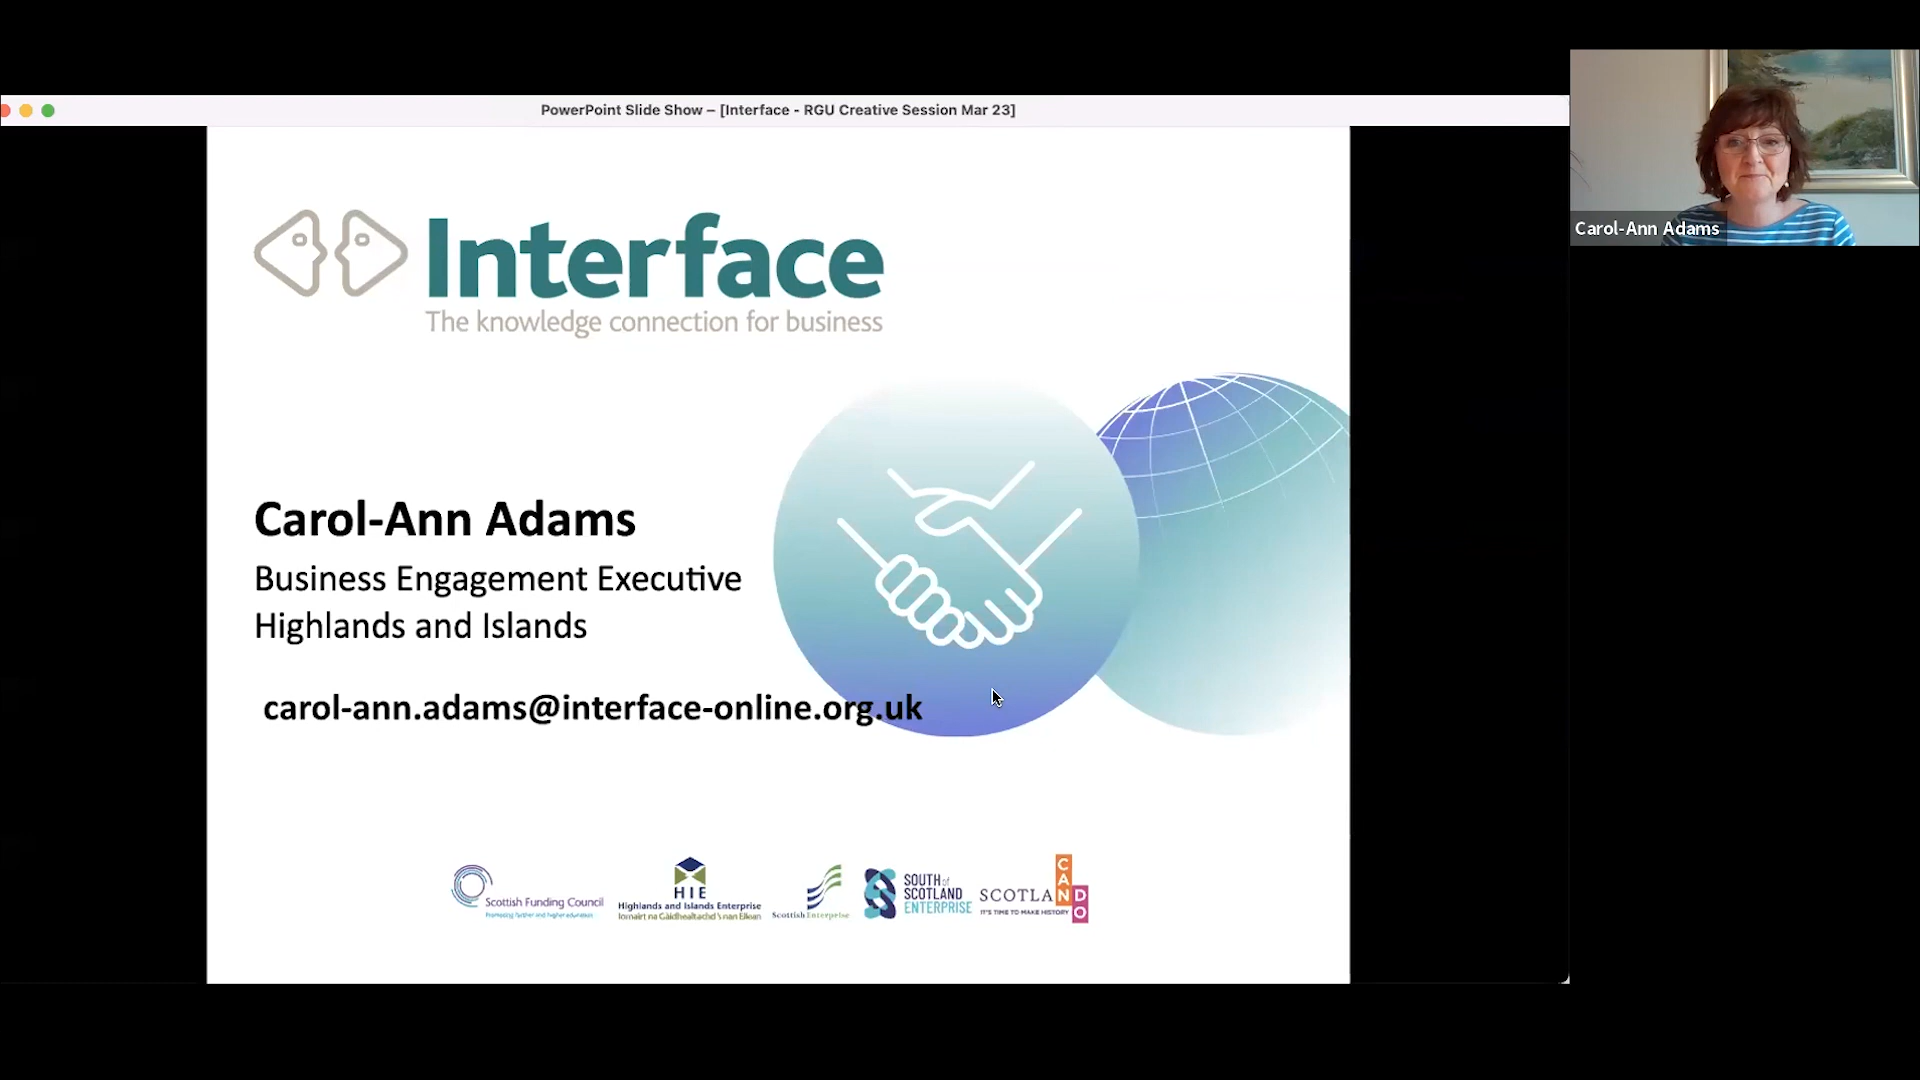 PowerPoint Slide Show – [Interface - RGU Creative Session Mar 23]
Carol-Ann Adams
Interface
The knowledge connection for business
Carol-Ann Adams
Business Engagement Executive
Highlands and Islands
carol-ann.adams@interface-online.org.uk
Scottish Funding Council
Promoting further and higher education
HIE
Highlands and Islands Enterprise
Iomairt na Gàidhealtachd 's nan Eilean
Scottish Enterprise
SOUTH of
SCOTLAND
ENTERPRISE
SCOTLAND
CAN
DO
IT'S TIME TO MAKE HISTORY